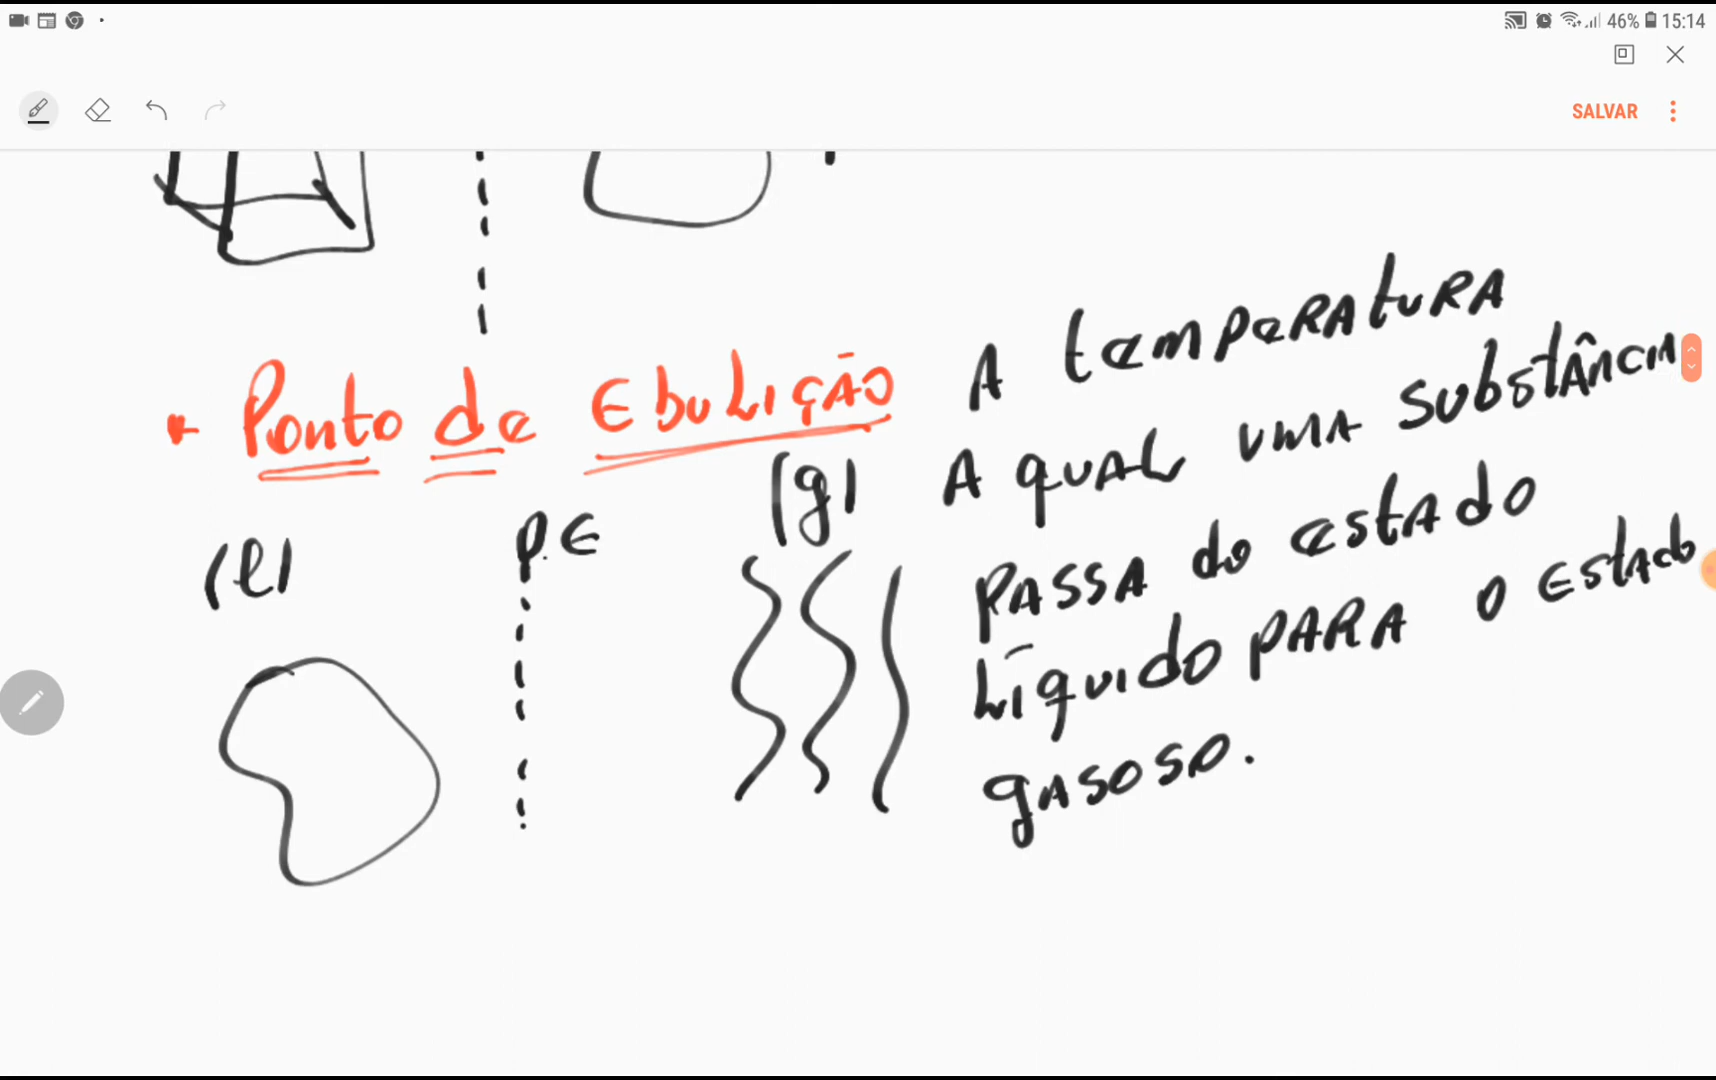 46% 15:14
SALVAR
Ponto de Ebulição
A temperatura
A qual uma substância
passa do estado
líquido para o estado
gasoso.
(l)
P.E
(g)